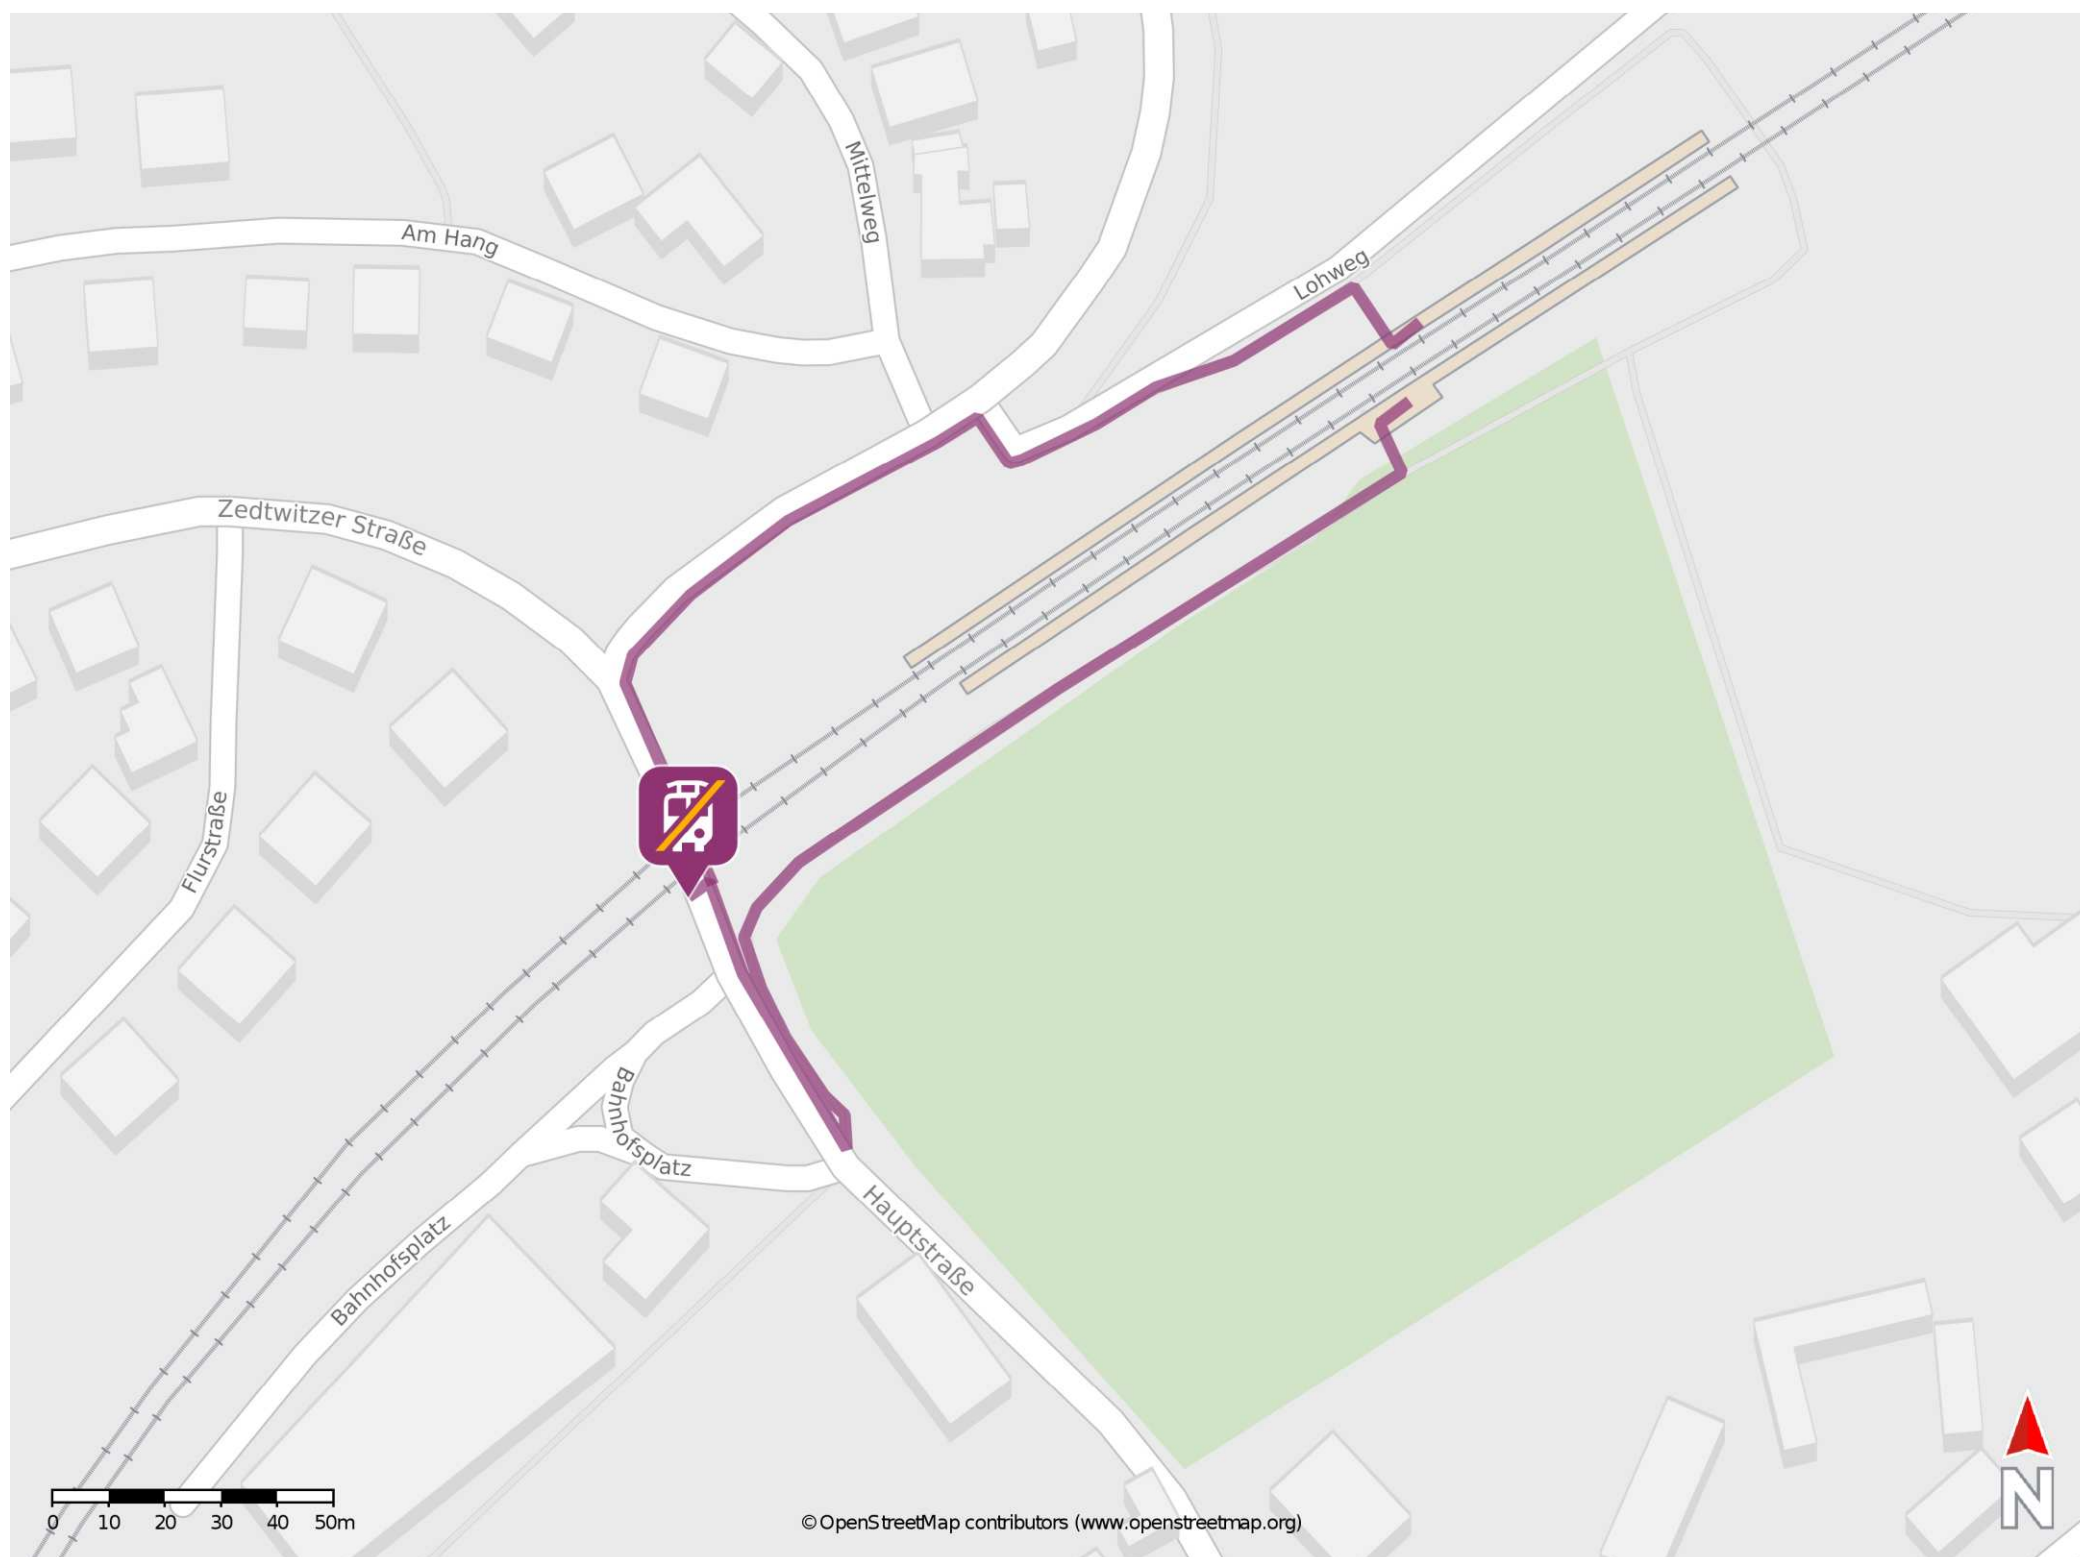 Mittelweg
Am Hang
Lohweg
Zedtwitzer Straße
Flurstraße
Bahnhofsplatz
Bahnhofsplatz
Hauptstraße
N
0 10 20 30 40 50m
© OpenStreetMap contributors (www.openstreetmap.org)